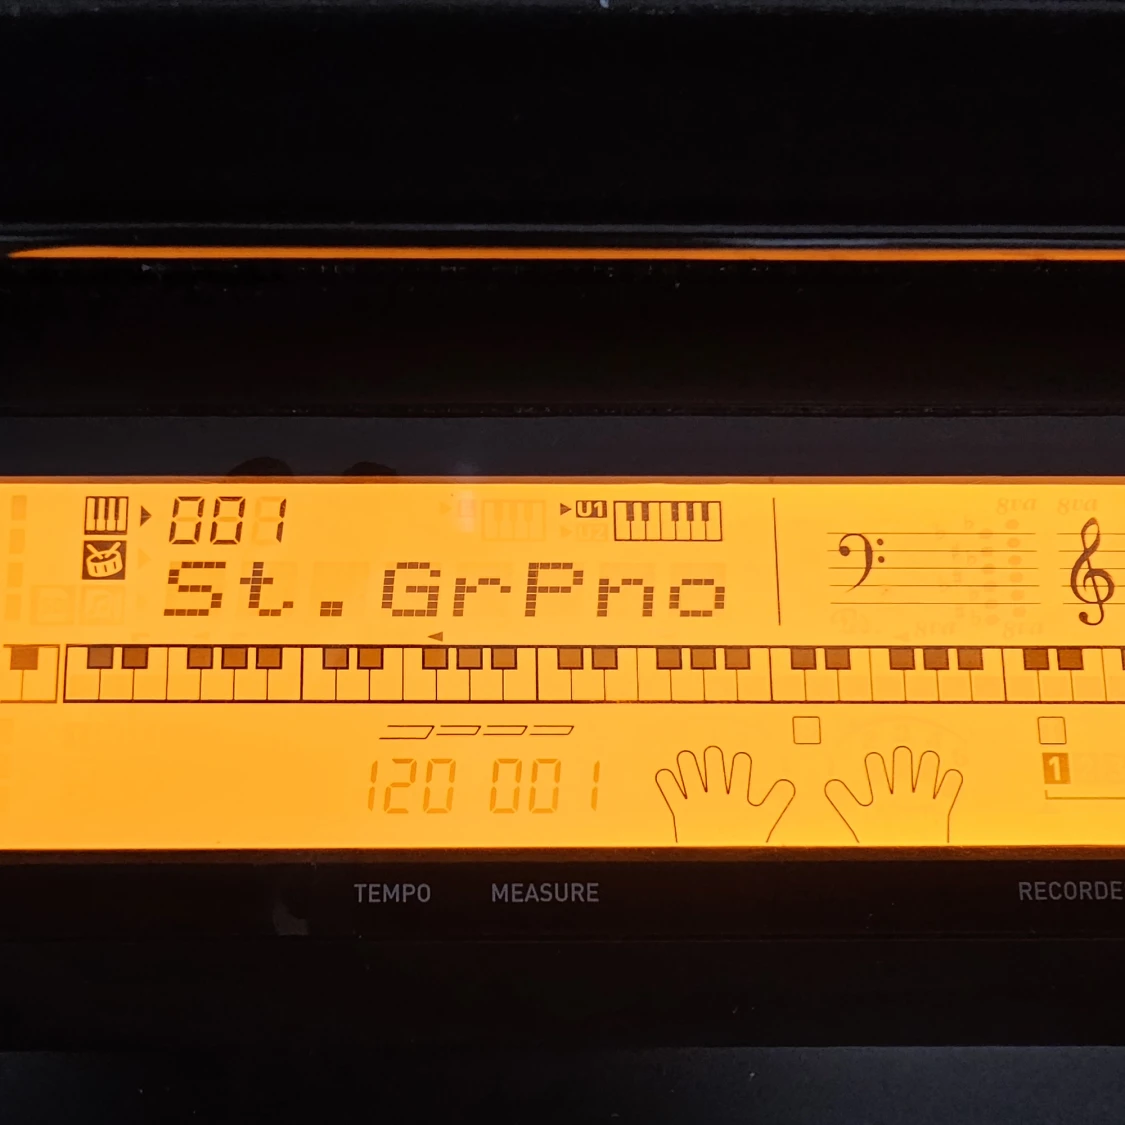 001 U1
St.GrPno
120 001
1
TEMPO MEASURE RECORDE